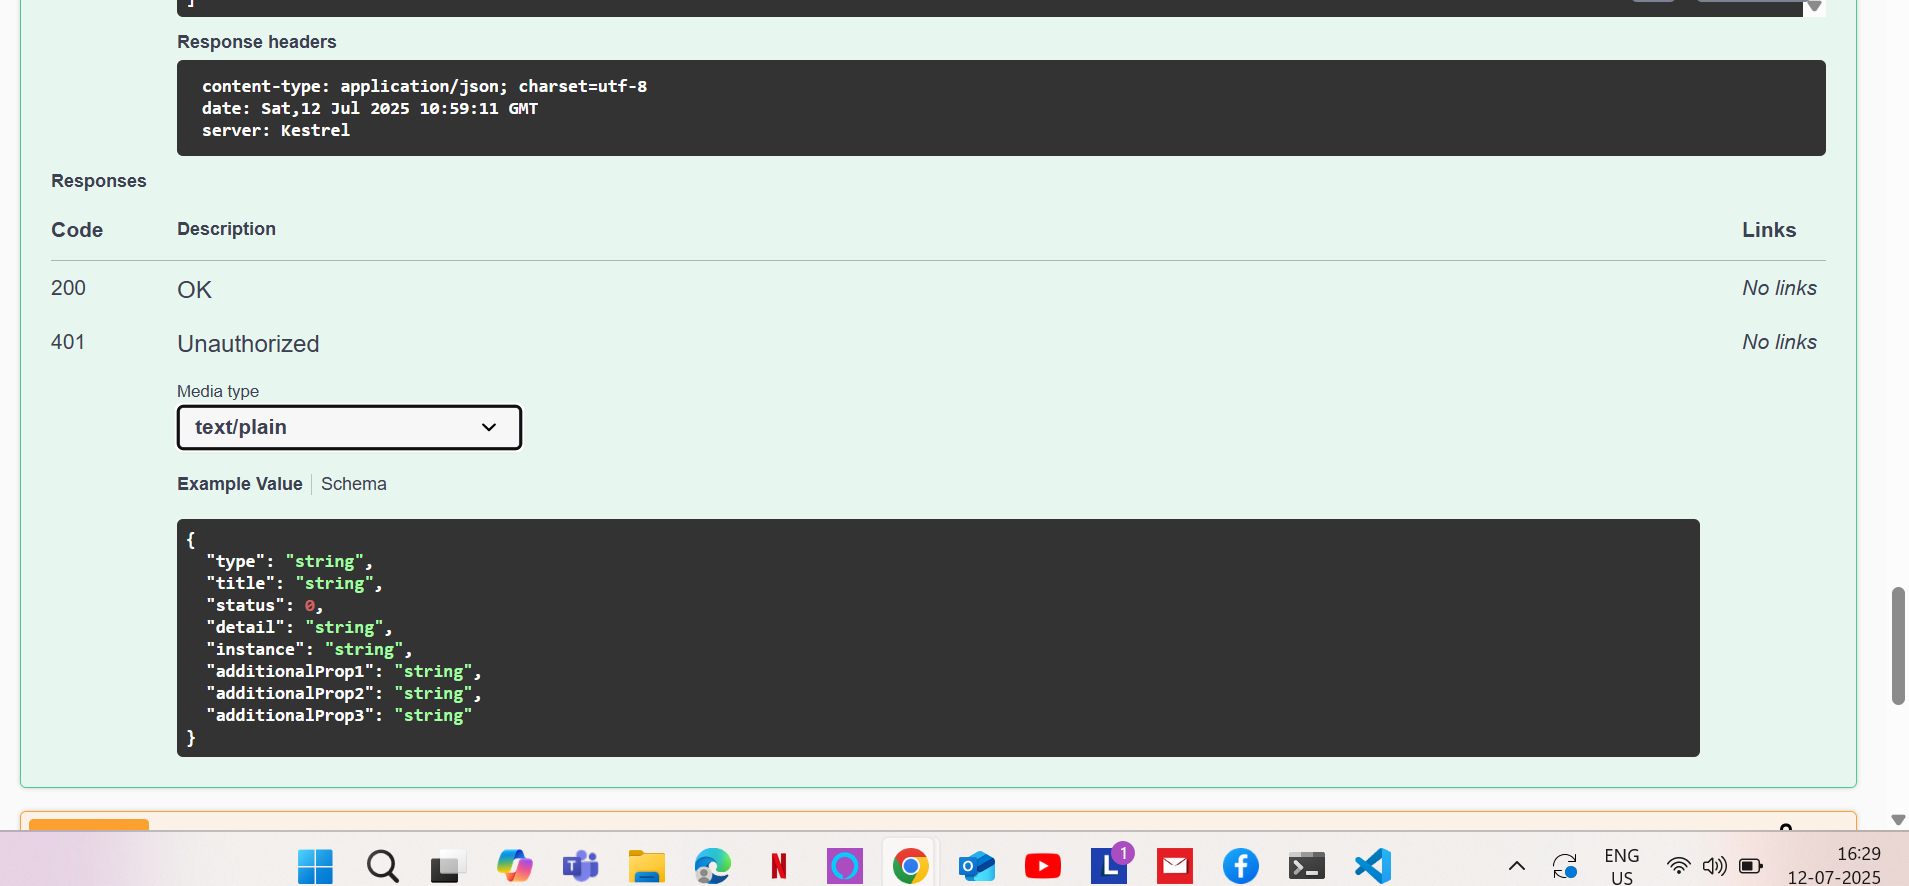 ]
Response headers
content-type: application/json; charset=utf-8
date: Sat,12 Jul 2025 10:59:11 GMT
server: Kestrel
Responses
Code Description Links
200 OK No links
401 Unauthorized No links
Media type
text/plain
Example Value Schema
{
"type": "string",
"title": "string",
"status": 0,
"detail": "string",
"instance": "string",
"additionalProp1": "string",
"additionalProp2": "string",
"additionalProp3": "string"
}
N
L
1
ENG
US
16:29
12-07-2025